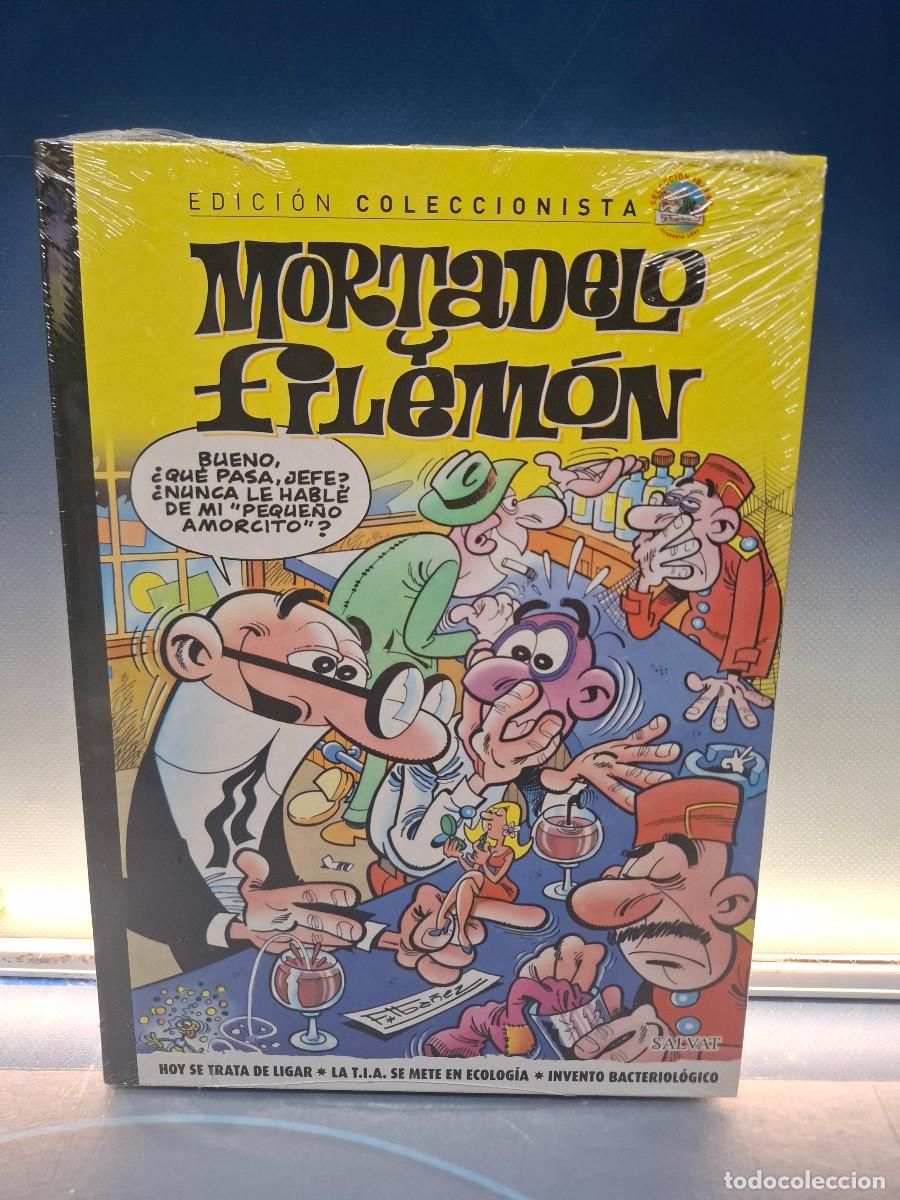 EDICIÓN COLECCIONISTA
MORTADELO
Y
FILEMÓN
BUENO,
¿QUÉ PASA, JEFE?
¿NUNCA LE HABLÉ
DE MI "PEQUEÑO
AMORCITO"?
F. Ibáñez
SALVAT
HOY SE TRATA DE LIGAR * LA T.I.A. SE METE EN ECOLOGÍA * INVENTO BACTERIOLÓGICO
todocoleccion